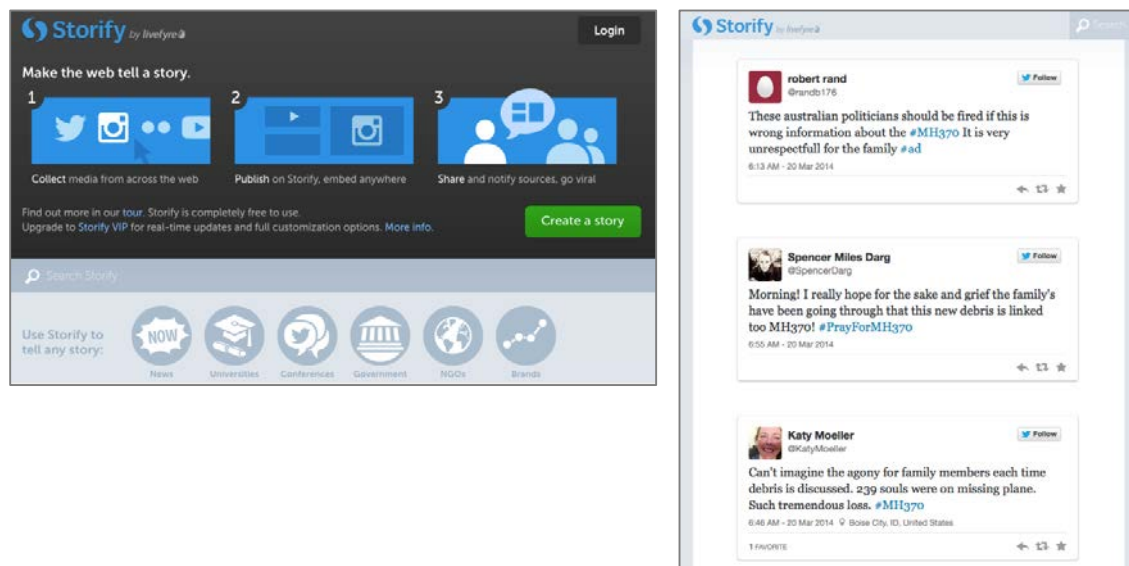 Storify by livefyre
Login
Make the web tell a story.
1
2
3
Collect media from across the web
Publish on Storify, embed anywhere
Share and notify sources, go viral
Find out more in our tour. Storify is completely free to use.
Upgrade to Storify VIP for real-time updates and full customization options. More info.
Create a story
Search Storify
Use Storify to
tell any story:
NOW
News
Universities
Conferences
Government
NGOs
Brands
Storify by livefyre
Search
robert rand
@randb176
Follow
These australian politicians should be fired if this is
wrong information about the #MH370 It is very
unrespectfull for the family #ad
6:13 AM - 20 Mar 2014
Spencer Miles Darg
@SpencerDarg
Follow
Morning! I really hope for the sake and grief the family's
have been going through that this new debris is linked
too MH370! #PrayForMH370
6:55 AM - 20 Mar 2014
Katy Moeller
@KatyMoeller
Follow
Can't imagine the agony for family members each time
debris is discussed. 239 souls were on missing plane.
Such tremendous loss. #MH370
6:46 AM - 20 Mar 2014 Boise City, ID, United States
1 FAVORITE